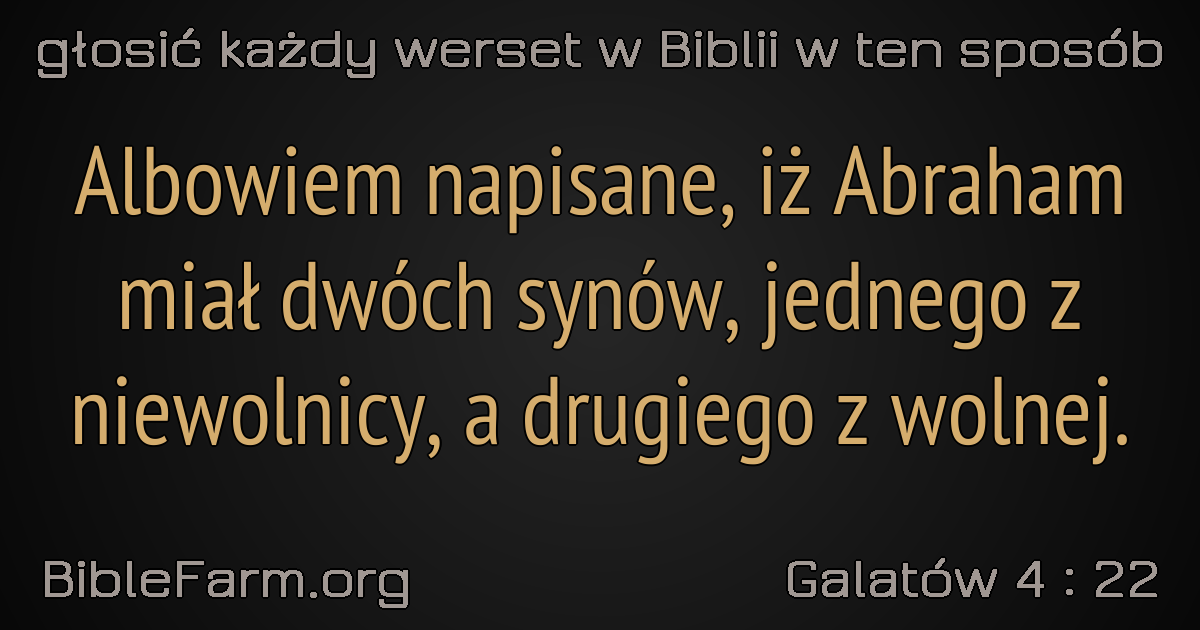 głosić każdy werset w Biblii w ten sposób
Albowiem napisane, iż Abraham
miał dwóch synów, jednego z
niewolnicy, a drugiego z wolnej.
BibleFarm.org
Galatów 4 : 22